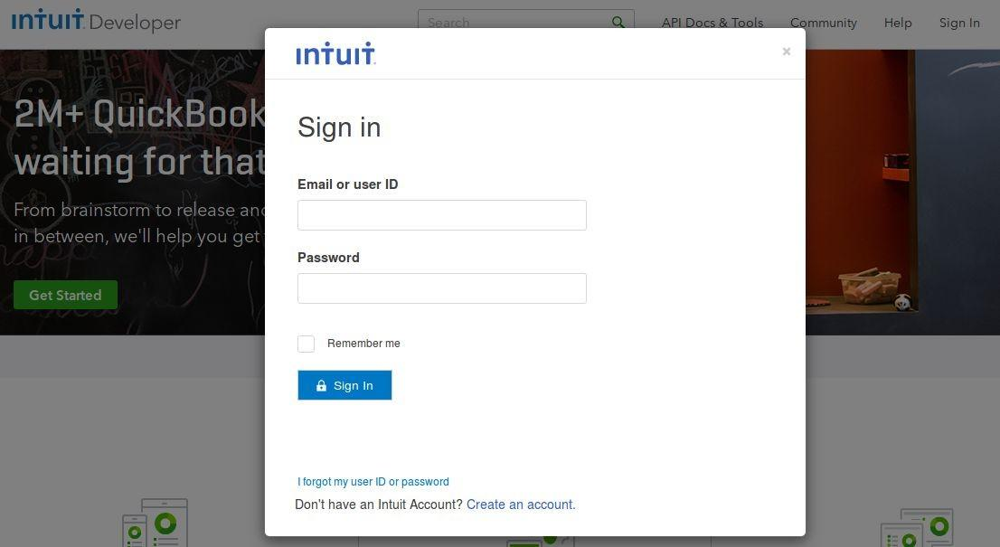 intuit Developer
Search
API Docs & Tools
Community
Help
Sign In
2M+ QuickBook
waiting for that
From brainstorm to release and
in between, we'll help you get
Get Started
intuit
×
Sign in
Email or user ID
Password
Remember me
Sign In
I forgot my user ID or password
Don't have an Intuit Account? Create an account.